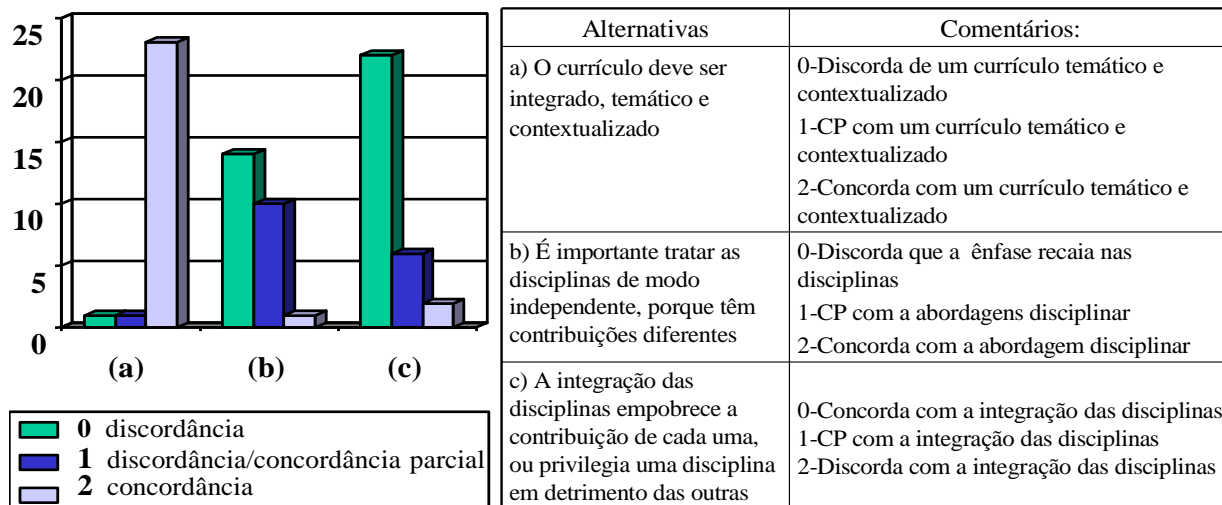 25
20
15
10
5
0
(a)
(b)
(c)
0 discordância
1 discordância/concordância parcial
2 concordância
Alternativas
Comentários:
a) O currículo deve ser
integrado, temático e
contextualizado
0-Discorda de um currículo temático e
contextualizado
1-CP com um currículo temático e
contextualizado
2-Concorda com um currículo temático e
contextualizado
b) É importante tratar as
disciplinas de modo
independente, porque têm
contribuições diferentes
0-Discorda que a ênfase recaia nas
disciplinas
1-CP com a abordagens disciplinar
2-Concorda com a abordagem disciplinar
c) A integração das
disciplinas empobrece a
contribuição de cada uma,
ou privilegia uma disciplina
em detrimento das outras
0-Concorda com a integração das disciplinas
1-CP com a integração das disciplinas
2-Discorda com a integração das disciplinas